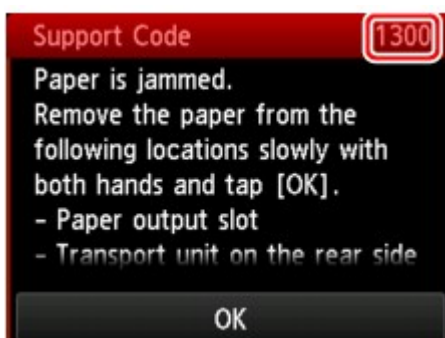 Support Code 1300
Paper is jammed.
Remove the paper from the
following locations slowly with
both hands and tap [OK].
- Paper output slot
- Transport unit on the rear side
OK